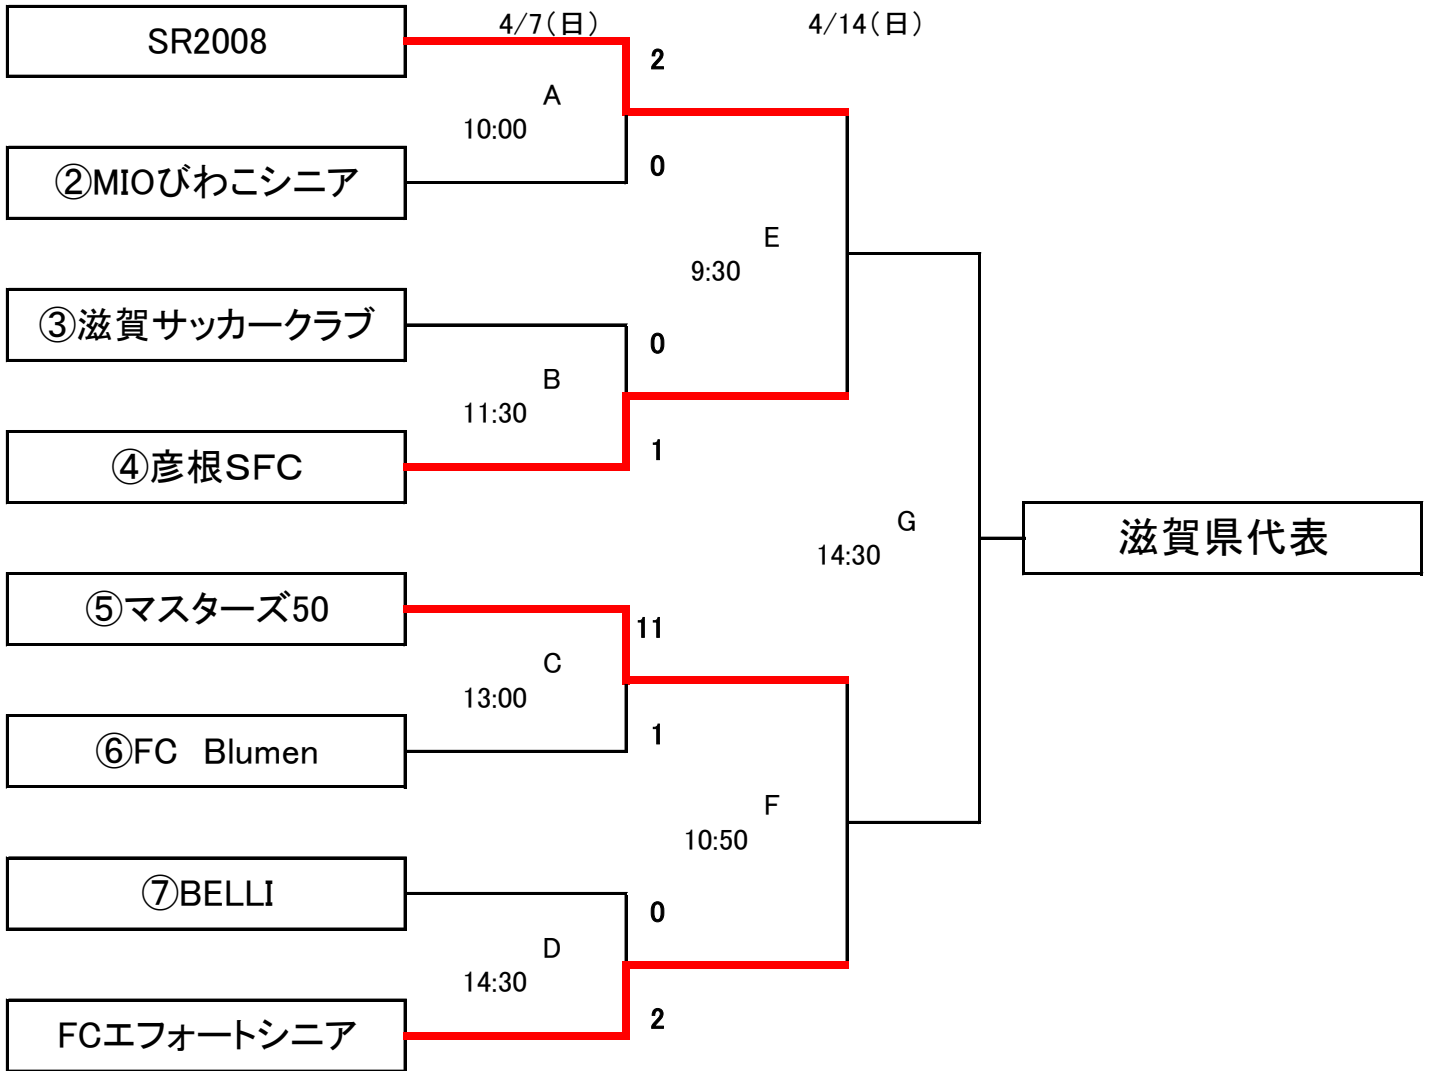 4/7(日)
4/14(日)
SR2008
2
A
10:00
②MIOびわこシニア
0
E
9:30
③滋賀サッカークラブ
0
B
11:30
④彦根SFC
1
G
14:30
滋賀県代表
⑤マスターズ50
11
C
13:00
⑥FC　Blumen
1
F
10:50
⑦BELLI
0
D
14:30
FCエフォートシニア
2